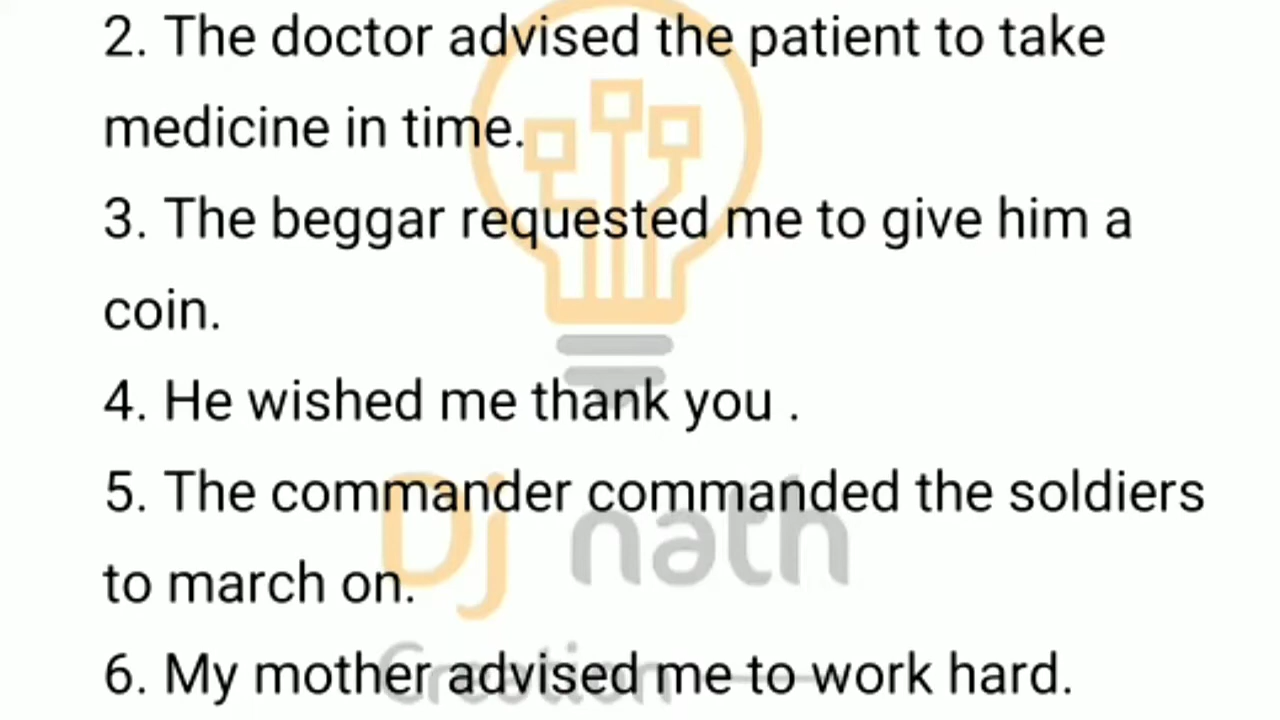 2. The doctor advised the patient to take
medicine in time.
3. The beggar requested me to give him a
coin.
4. He wished me thank you .
5. The commander commanded the soldiers
Dj nath
to march on.
6. My mother advised me to work hard.
Creation